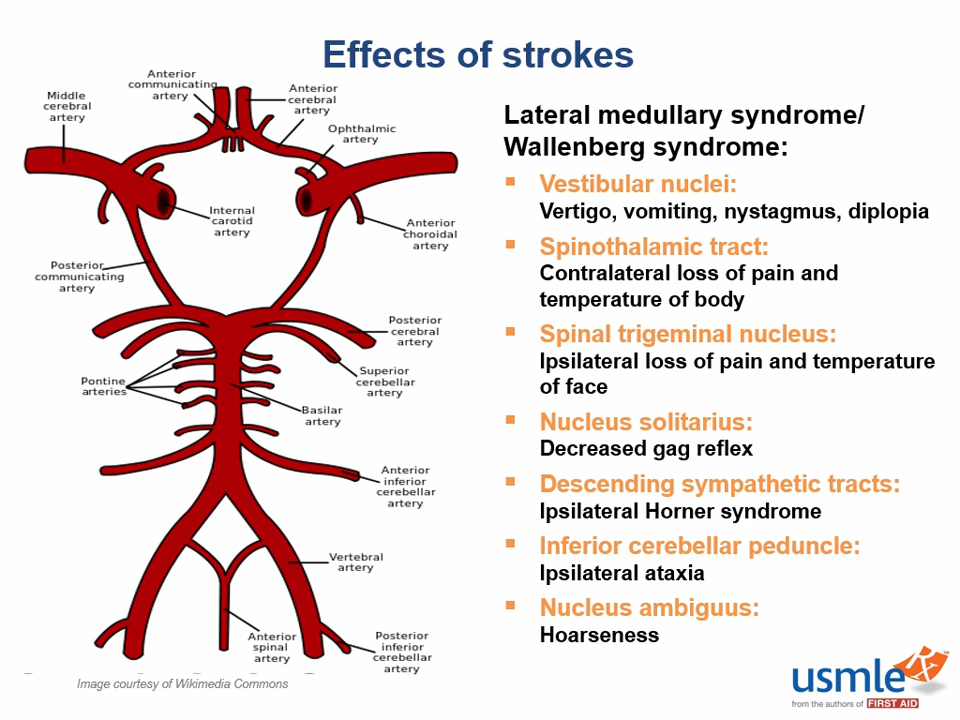 Effects of strokes
Anterior
communicating
artery
Middle
cerebral
artery
Anterior
cerebral
artery
Ophthalmic
artery
Internal
carotid
artery
Anterior
choroidal
artery
Posterior
communicating
artery
Posterior
cerebral
artery
Superior
cerebellar
artery
Pontine
arteries
Basilar
artery
Anterior
inferior
cerebellar
artery
Vertebral
artery
Anterior
spinal
artery
Posterior
inferior
cerebellar
artery
Image courtesy of Wikimedia Commons
Lateral medullary syndrome/
Wallenberg syndrome:
▪ Vestibular nuclei:
Vertigo, vomiting, nystagmus, diplopia
▪ Spinothalamic tract:
Contralateral loss of pain and
temperature of body
▪ Spinal trigeminal nucleus:
Ipsilateral loss of pain and temperature
of face
▪ Nucleus solitarius:
Decreased gag reflex
▪ Descending sympathetic tracts:
Ipsilateral Horner syndrome
▪ Inferior cerebellar peduncle:
Ipsilateral ataxia
▪ Nucleus ambiguus:
Hoarseness
usmle Rx™
from the authors of FIRST AID